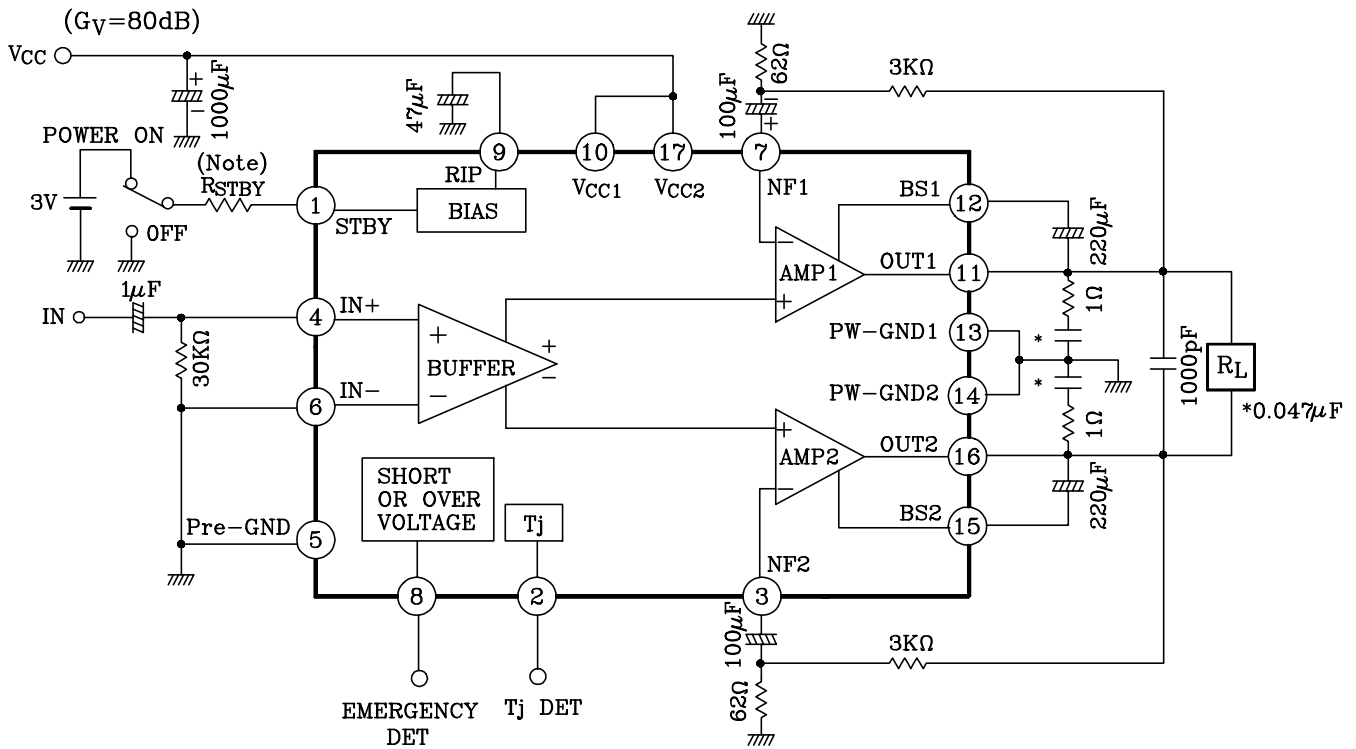 (GV=80dB)
VCC
1000μF
+
-
47μF
POWER ON
(Note)
RSTBY
3V
OFF
1μF
IN
30KΩ
62Ω
3KΩ
100μF
-
+
9
10
17
7
RIP
VCC1
VCC2
NF1
1
STBY
BIAS
BS1
12
220μF
AMP1
-
+
OUT1
11
1Ω
4
IN+
+
BUFFER
-
+
-
6
IN-
PW-GND1
13
*
*
PW-GND2
14
1000pF
RL
*0.047μF
1Ω
AMP2
+
-
OUT2
16
220μF
BS2
15
SHORT
OR OVER
VOLTAGE
Tj
Pre-GND
5
NF2
8
2
3
100μF
3KΩ
62Ω
EMERGENCY
DET
Tj DET